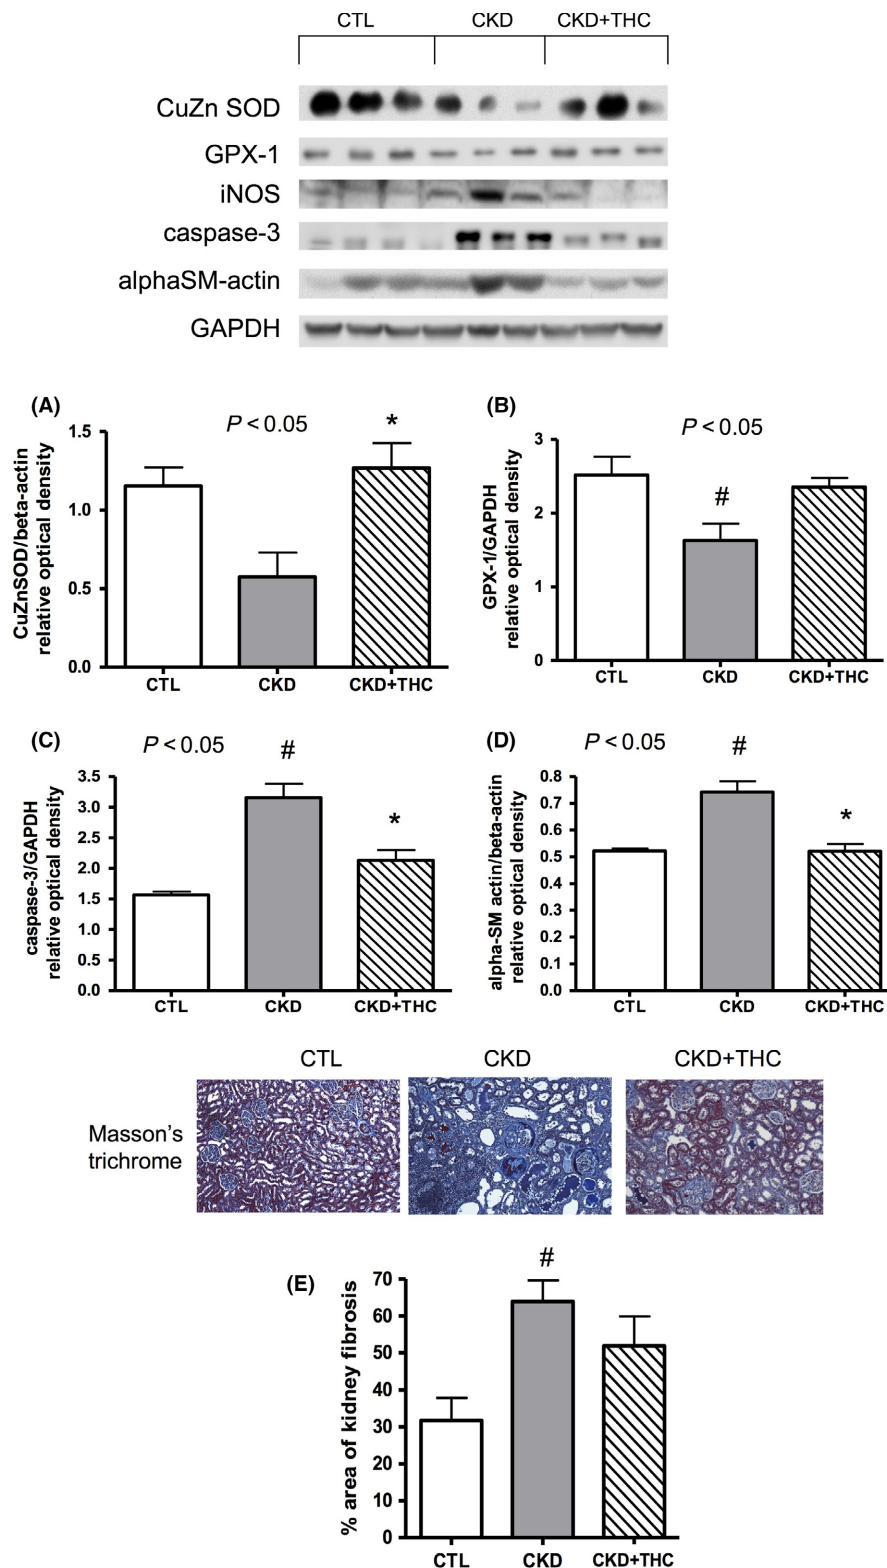 CTL CKD CKD+THC
CuZn SOD
GPX-1
iNOS
caspase-3
alphaSM-actin
GAPDH
(A)
P < 0.05
*
CuZnSOD/beta-actin
relative optical density
1.5
1.0
0.5
0.0
CTL CKD CKD+THC
(B)
P < 0.05
#
GPX-1/GAPDH
relative optical density
3
2
1
0
CTL CKD CKD+THC
(C)
P < 0.05
#
*
caspase-3/GAPDH
relative optical density
3.5
3.0
2.5
2.0
1.5
1.0
0.5
0.0
CTL CKD CKD+THC
(D)
P < 0.05
#
*
alpha-SM actin/beta-actin
relative optical density
0.8
0.7
0.6
0.5
0.4
0.3
0.2
0.1
0.0
CTL CKD CKD+THC
CTL CKD CKD+THC
Masson's
trichrome
(E)
#
% area of kidney fibrosis
70
60
50
40
30
20
10
0
CTL CKD CKD+THC